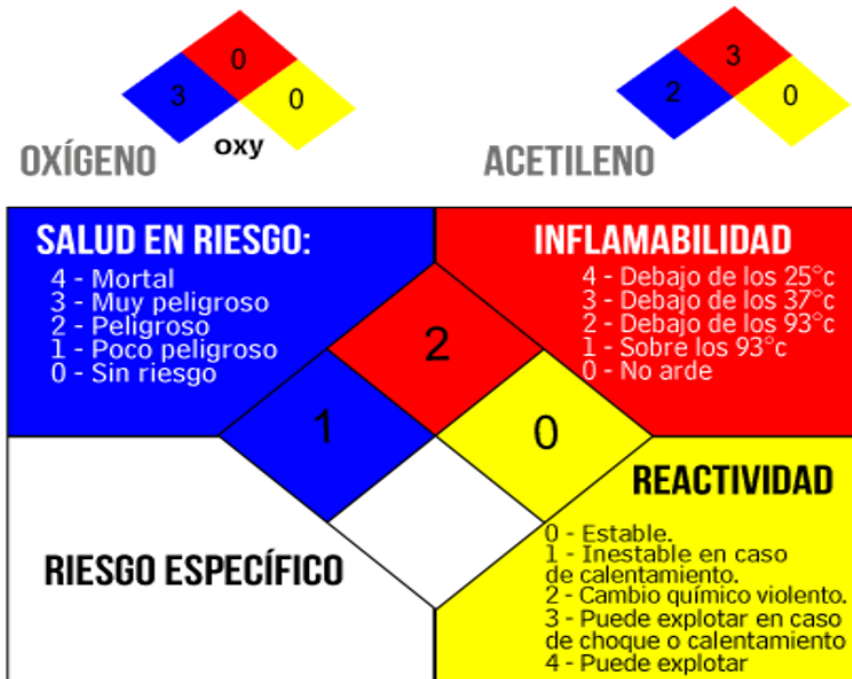 0
3
0
oxy
OXÍGENO
3
2
0
ACETILENO
SALUD EN RIESGO:
4 - Mortal
3 - Muy peligroso
2 - Peligroso
1 - Poco peligroso
0 - Sin riesgo
INFLAMABILIDAD
4 - Debajo de los 25°c
3 - Debajo de los 37°c
2 - Debajo de los 93°c
1 - Sobre los 93°c
0 - No arde
2
1
0
RIESGO ESPECÍFICO
REACTIVIDAD
0 - Estable.
1 - Inestable en caso
de calentamiento.
2 - Cambio químico violento.
3 - Puede explotar en caso
de choque o calentamiento
4 - Puede explotar